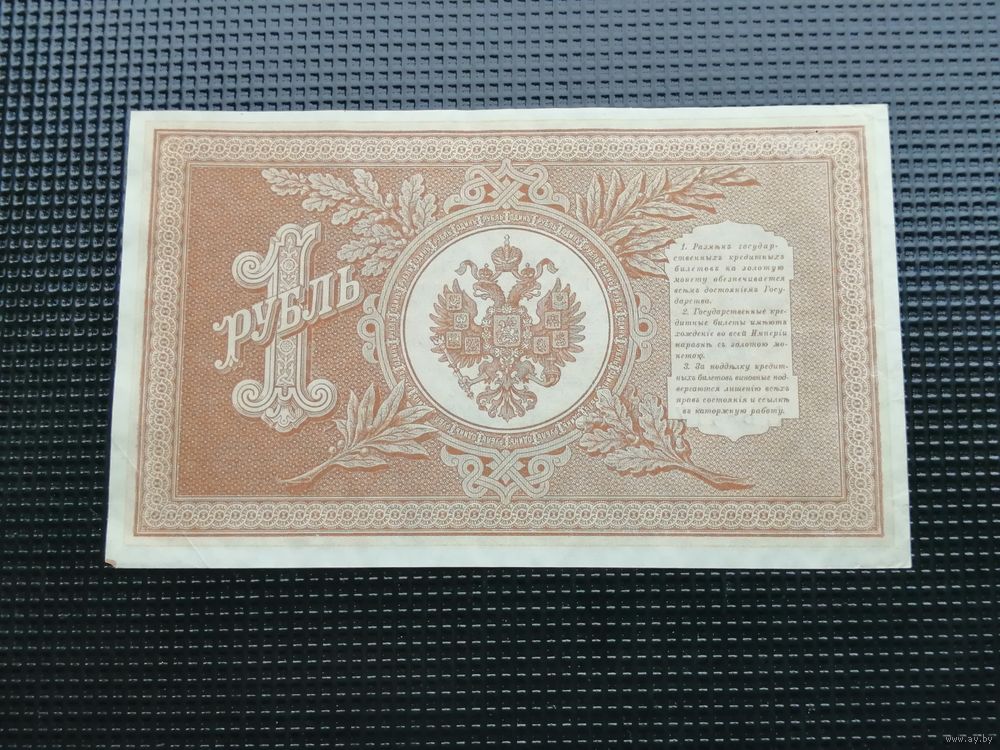 1
РУБЛЬ
1. Размѣнъ государ-
ственныхъ кредитныхъ
билетовъ на золотую
монету обезпечивается
всѣмъ достояніемъ Госу-
дарства.
2. Государственные кре-
дитные билеты имѣютъ
хожденіе во всей Имперіи
наравнѣ съ золотою мо-
нетою.
3. За поддѣлку кредит-
ныхъ билетовъ виновные под-
вергаются лишенію всѣхъ
правъ состоянія и ссылкѣ
въ каторжную работу.
www.ay.by